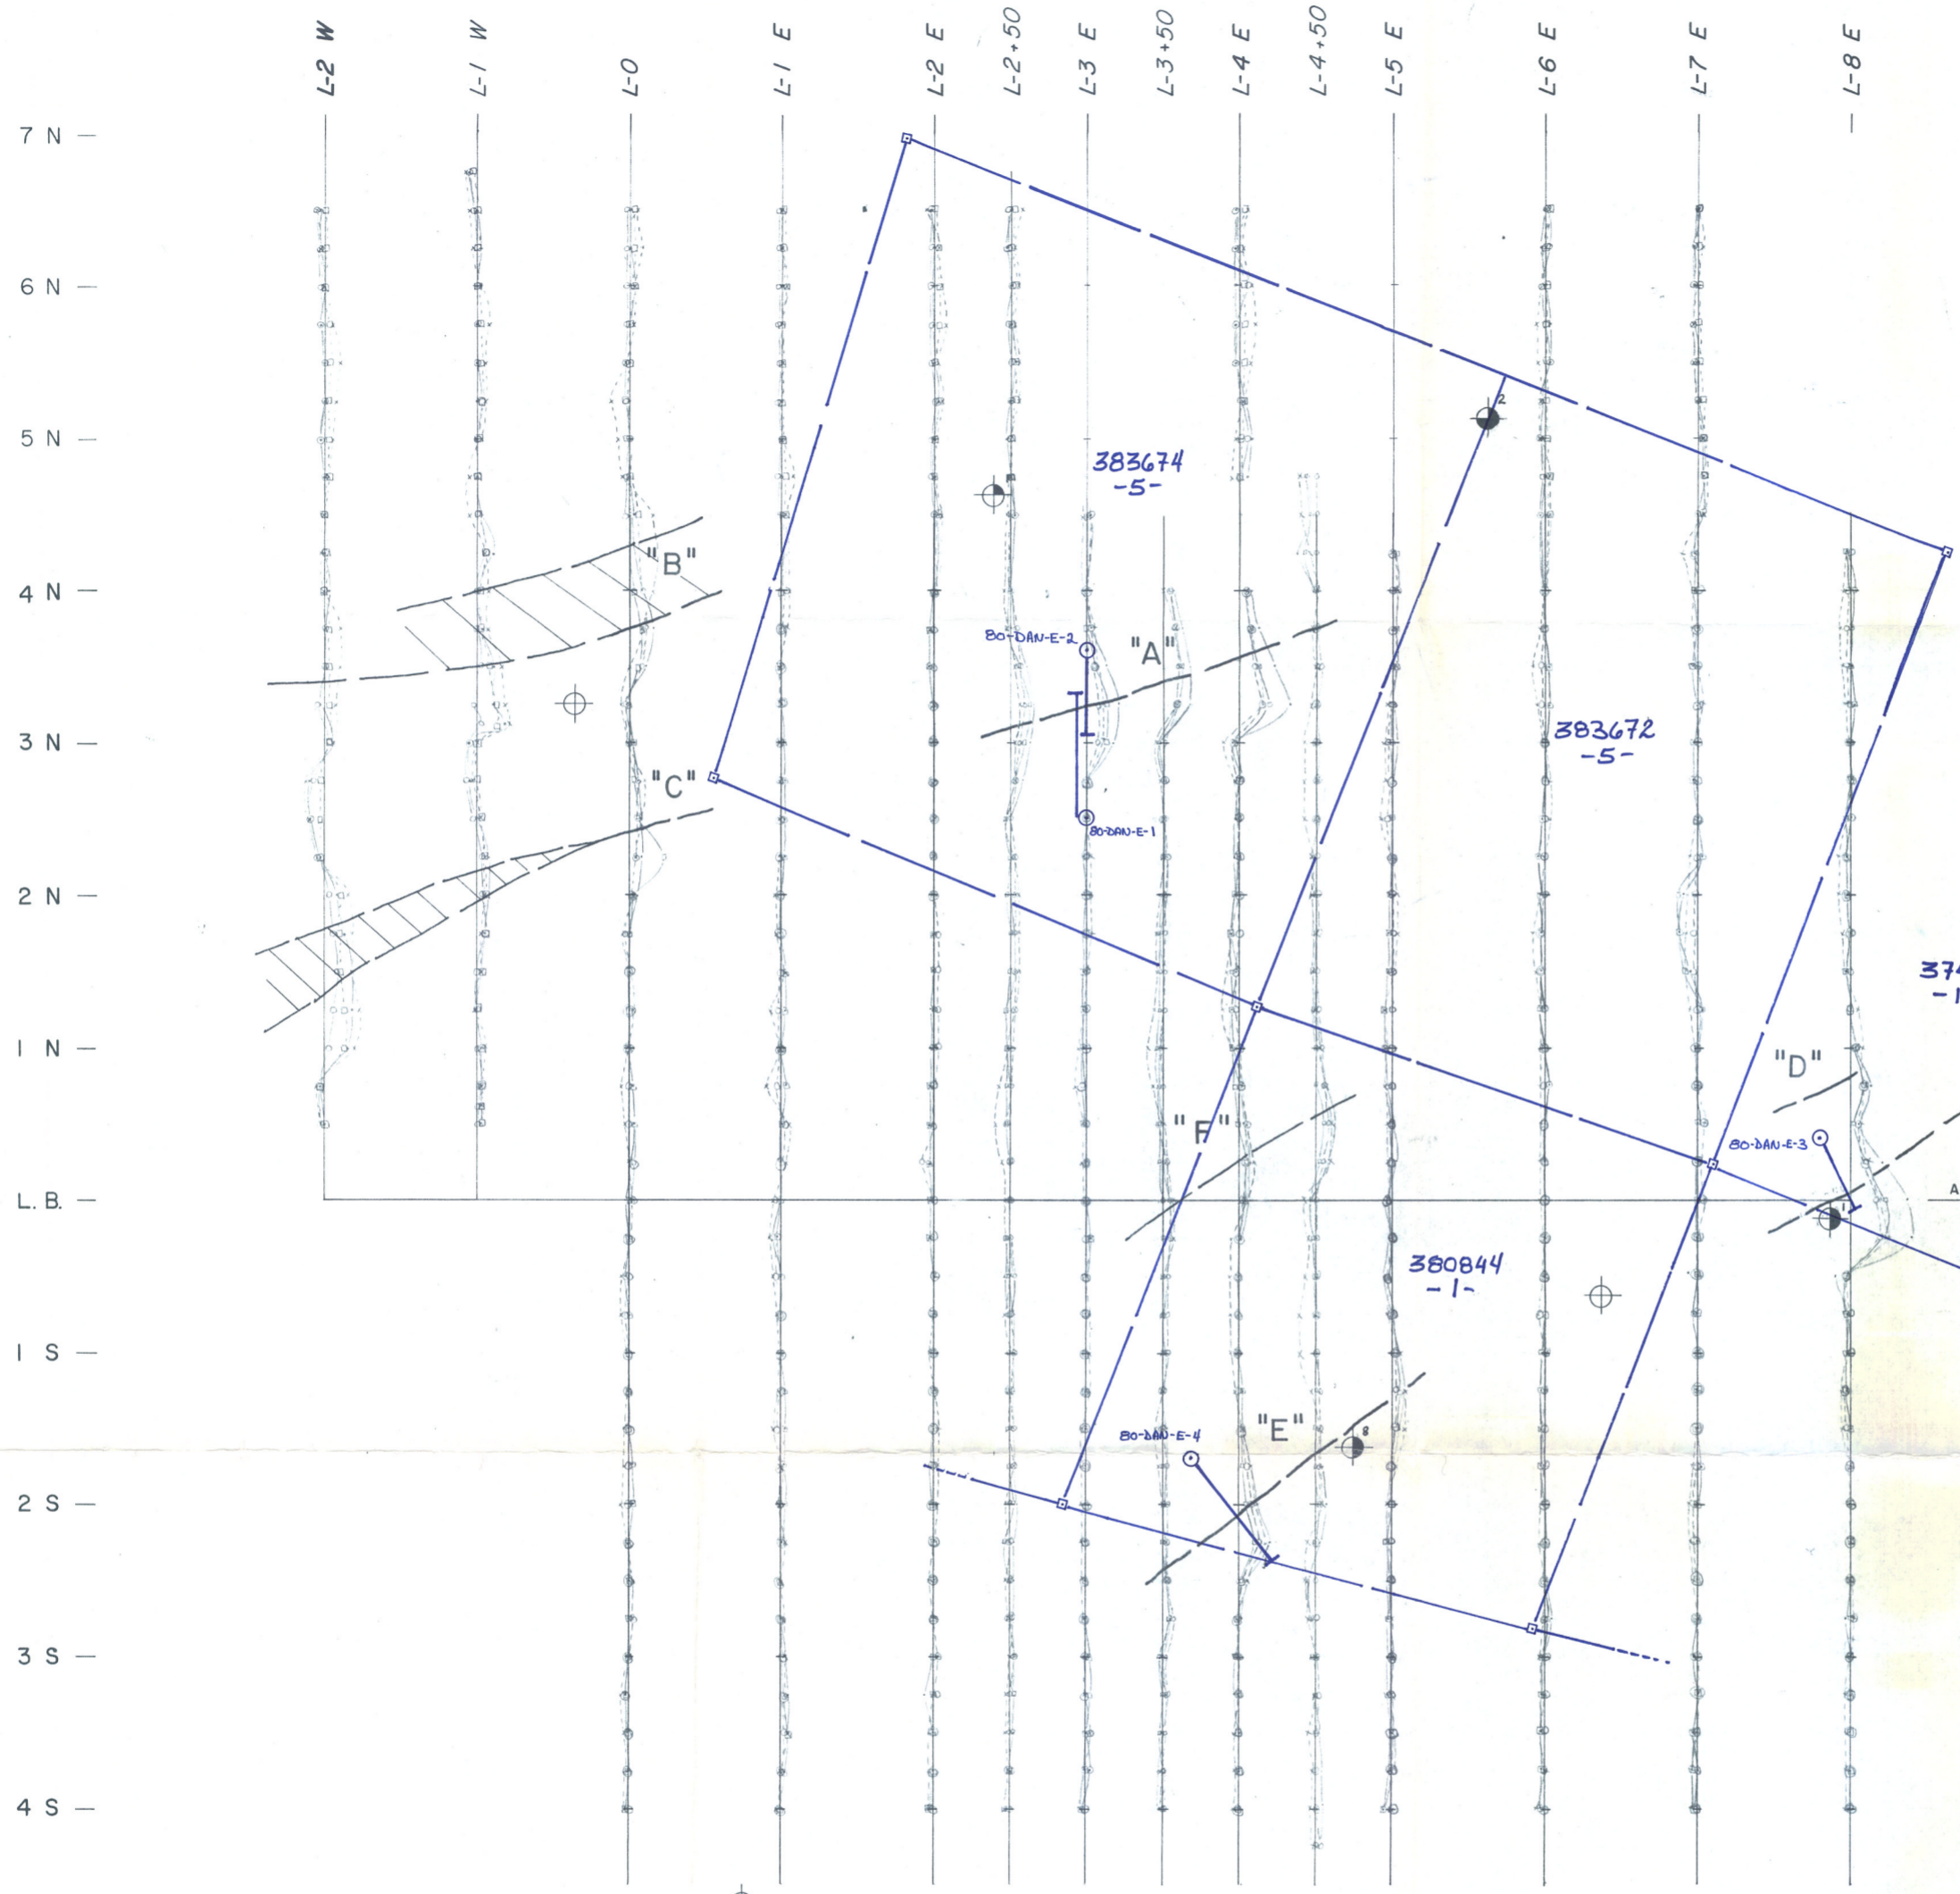 L-2 W
L-1 W
L-0
L-1 E
L-2 E
L-2+50
L-3 E
L-3+50
L-4 E
L-4+50
L-5 E
L-6 E
L-7 E
L-8 E
7 N
6 N
2
5 N
383674
-5-
"B"
4 N
80-DAN-E-2
"A"
383672
-5-
3 N
"C"
80-DAN-E-1
2 N
1 N
"D"
"F"
80-DAN-E-3
L.B.
380844
-1-
1 S
"E"
80-DAN-E-4
8
2 S
3 S
4 S